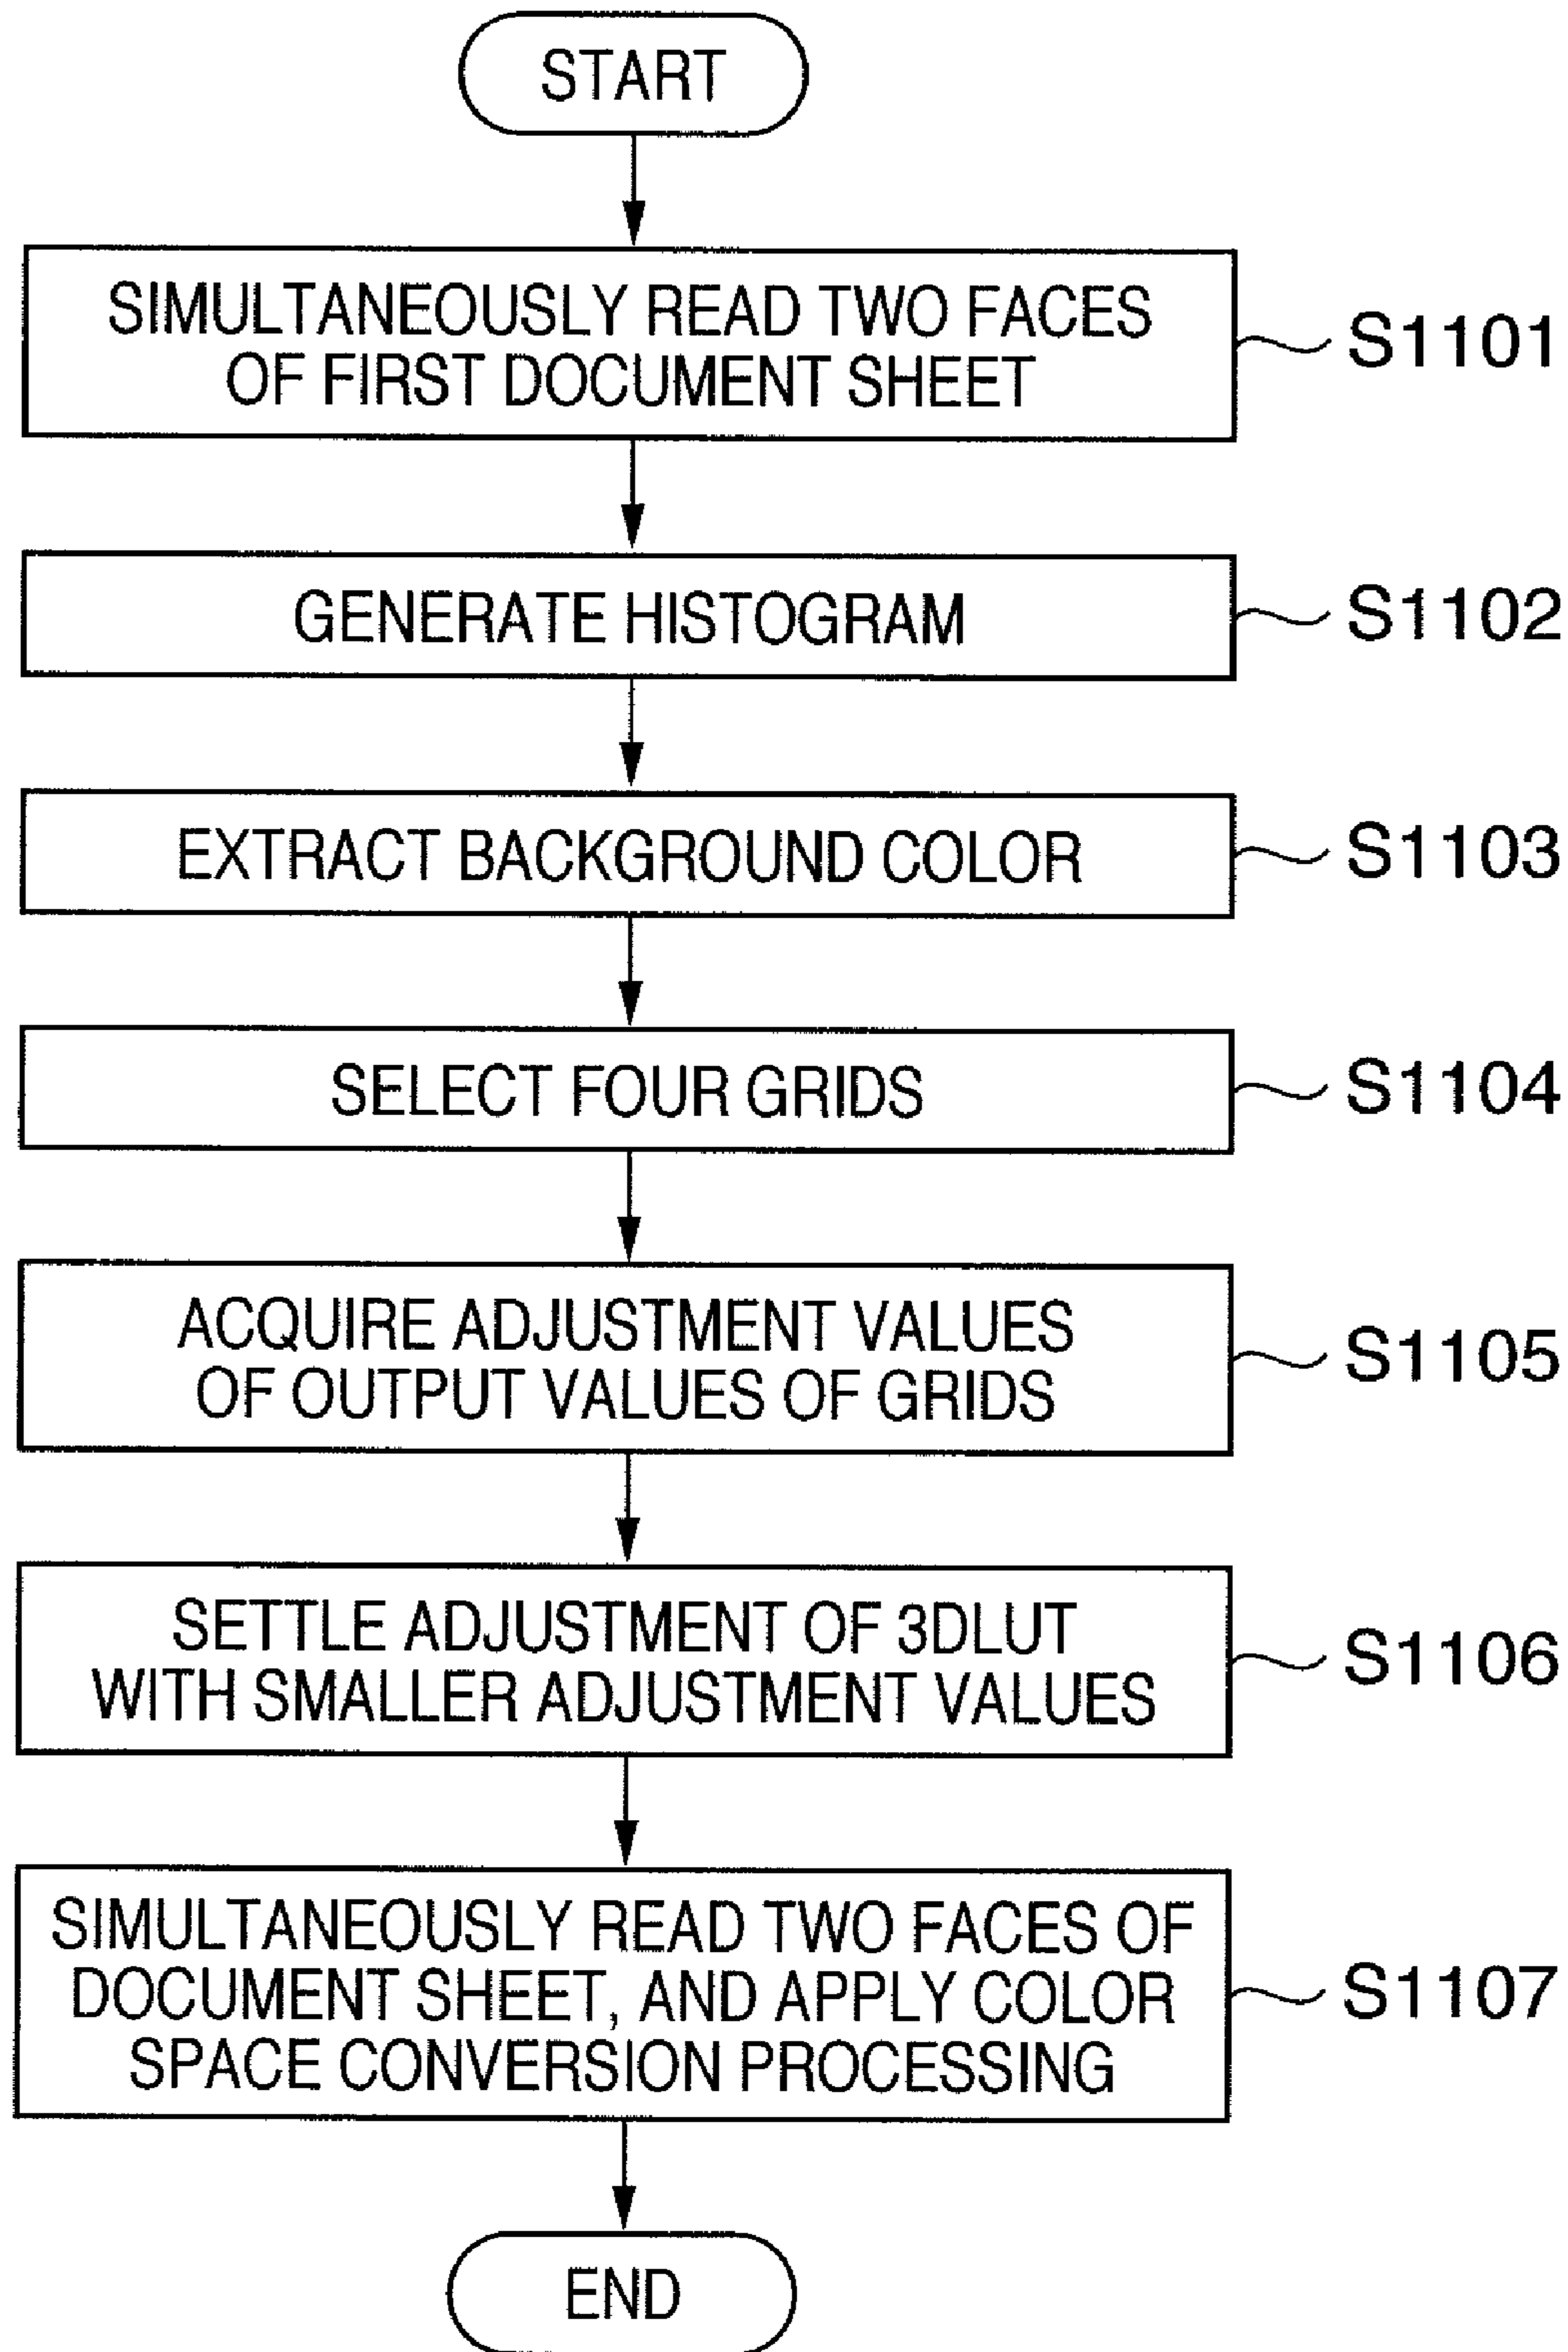 START
SIMULTANEOUSLY READ TWO FACES
OF FIRST DOCUMENT SHEET
S1101
GENERATE HISTOGRAM
S1102
EXTRACT BACKGROUND COLOR
S1103
SELECT FOUR GRIDS
S1104
ACQUIRE ADJUSTMENT VALUES
OF OUTPUT VALUES OF GRIDS
S1105
SETTLE ADJUSTMENT OF 3DLUT
WITH SMALLER ADJUSTMENT VALUES
S1106
SIMULTANEOUSLY READ TWO FACES OF
DOCUMENT SHEET, AND APPLY COLOR
SPACE CONVERSION PROCESSING
S1107
END